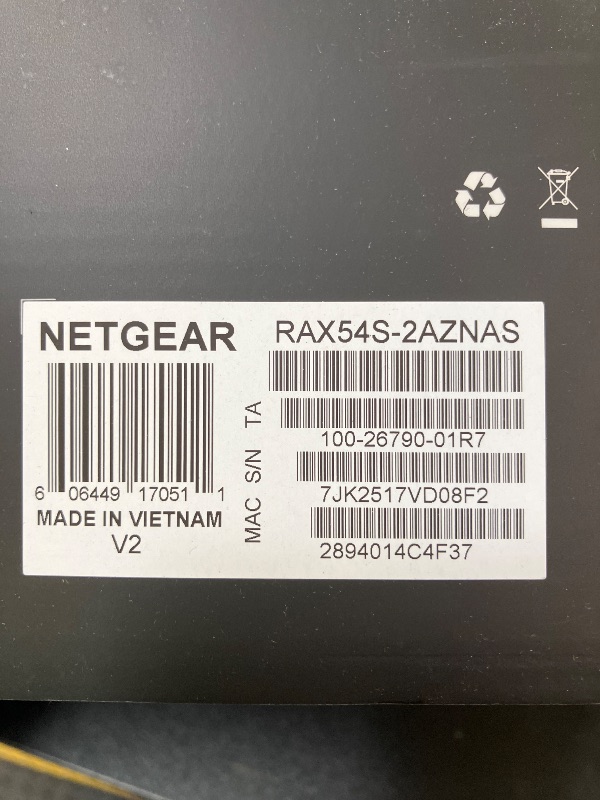 NETGEAR
RAX54S-2AZNAS
TA
100-26790-01R7
S/N
7JK2517VD08F2
MAC
2894014C4F37
6 06449 17051 1
MADE IN VIETNAM
V2